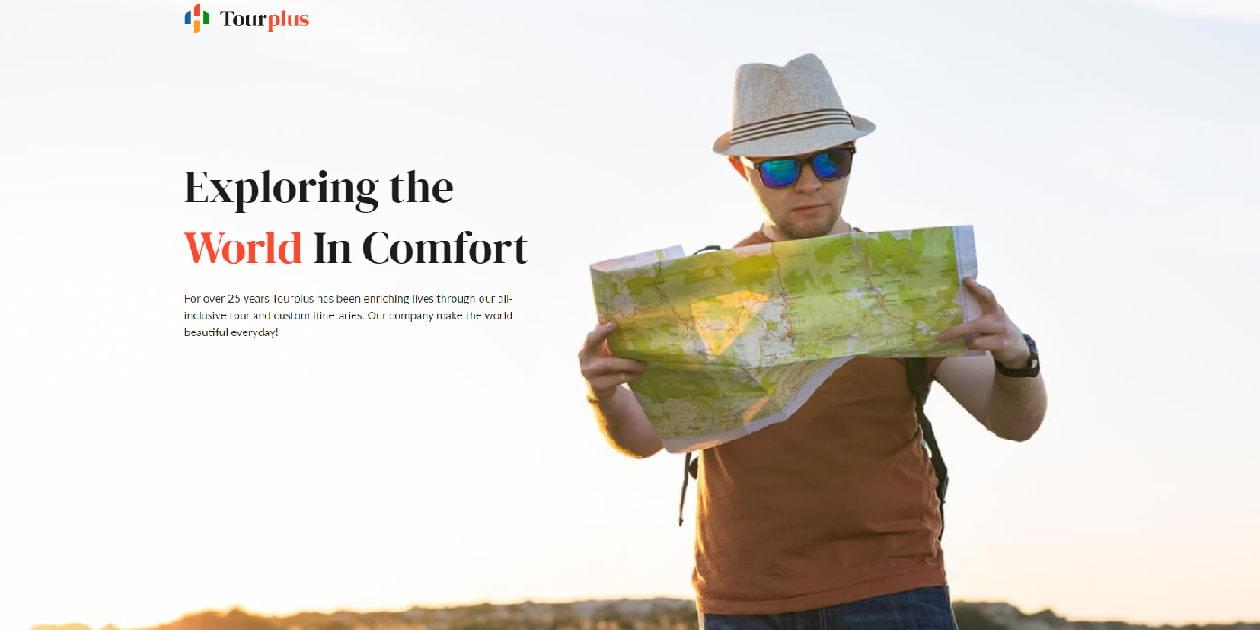 Tourplus
Exploring the
World In Comfort
For over 25 years Tourplus has been enriching lives through our all-
inclusive tour and custom itineraries. Our company make the world
beautiful everyday!